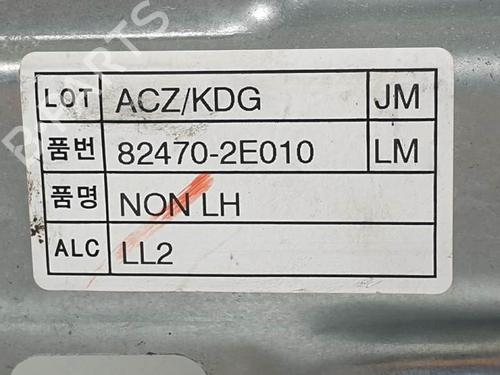 LOT ACZ/KDG JM
품번 82470-2E010 LM
품명 NON LH
ALC LL2